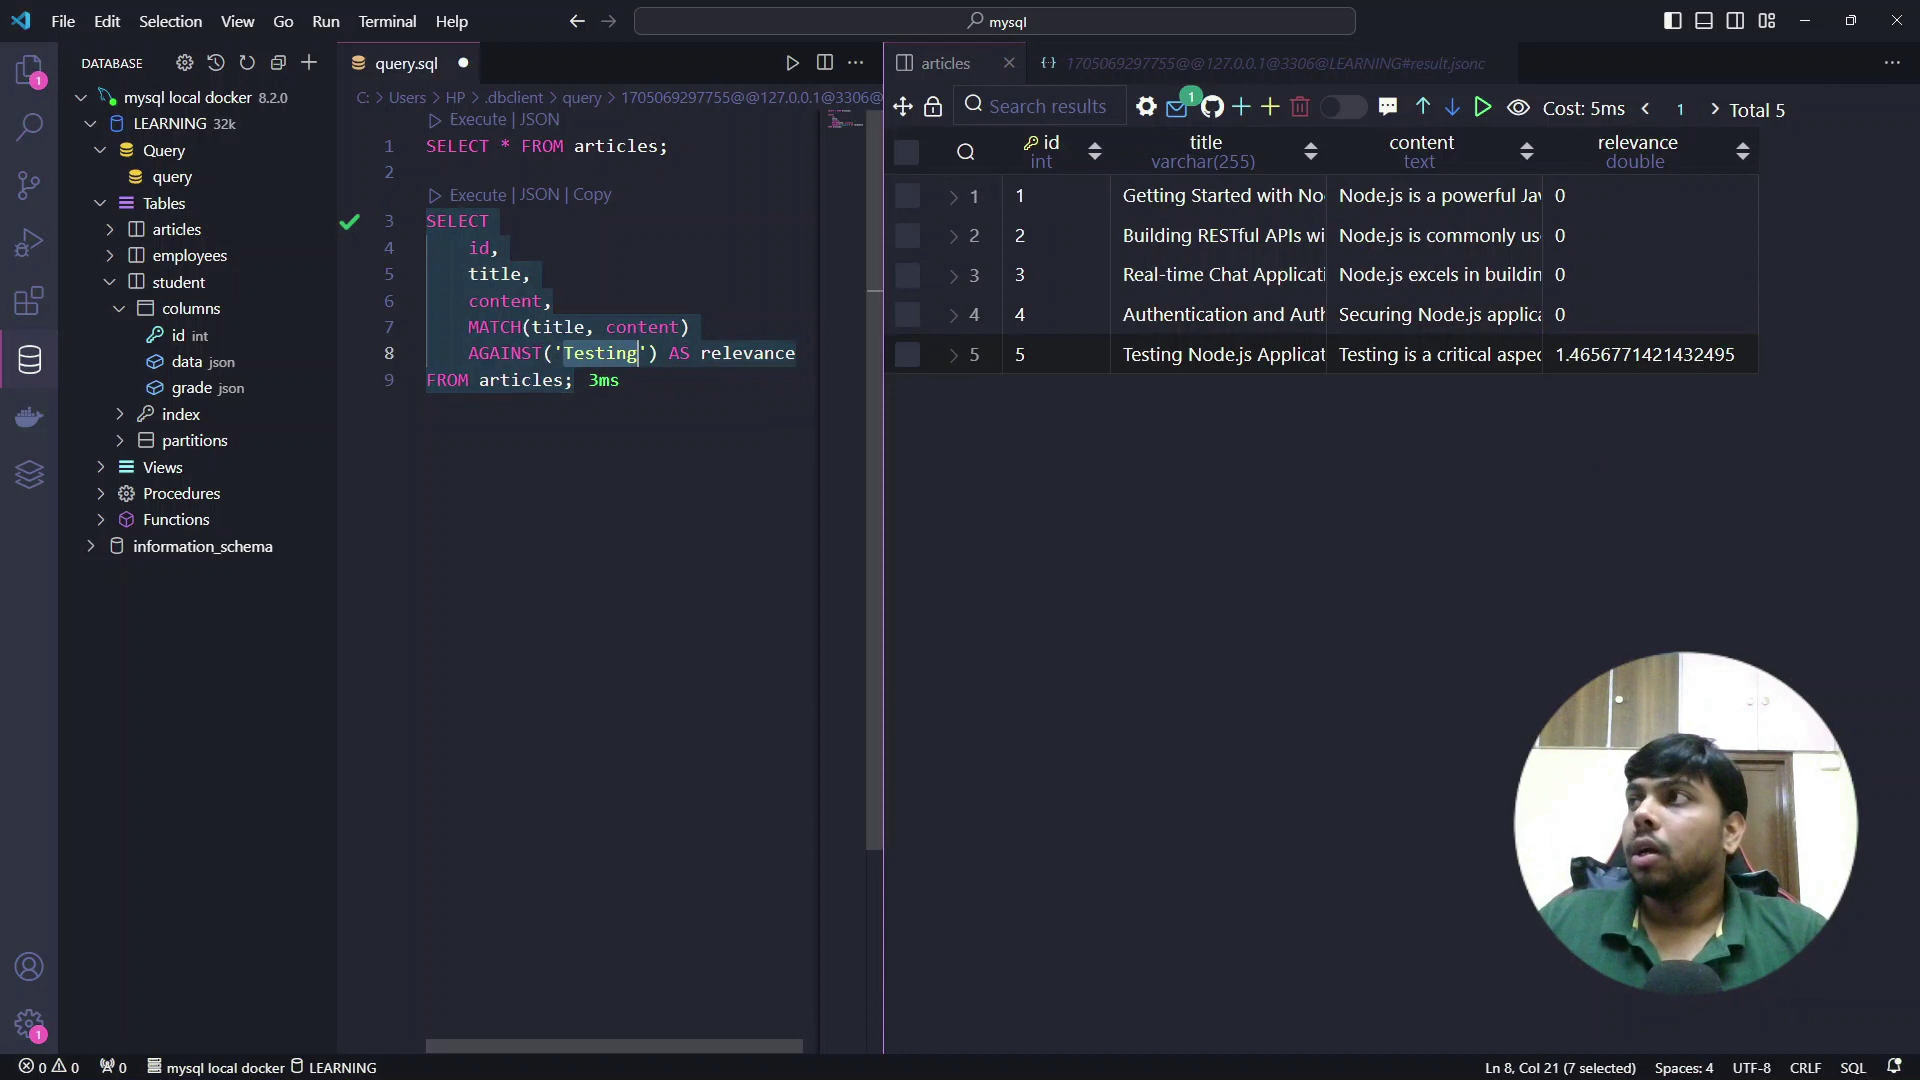 File Edit Selection View Go Run Terminal Help
mysql
DATABASE
mysql local docker 8.2.0
LEARNING 32k
Query
query
Tables
articles
employees
student
columns
id int
data json
grade json
index
partitions
Views
Procedures
Functions
information_schema
1
1
query.sql
C: > Users > HP > .dbclient > query > 1705069297755@@127.0.0.1@3306@
Execute | JSON
1 SELECT * FROM articles;
2
Execute | JSON | Copy
3 SELECT
4 id,
5 title,
6 content,
7 MATCH(title, content)
8 AGAINST('Testing') AS relevance
9 FROM articles; 3ms
articles
1705069297755@@127.0.0.1@3306@LEARNING#result.jsonc
Search results
1
Cost: 5ms
1
Total 5
id title content relevance
int varchar(255) text double
1 1 Getting Started with No Node.js is a powerful Jav 0
2 2 Building RESTful APIs wi Node.js is commonly us 0
3 3 Real-time Chat Applicati Node.js excels in buildin 0
4 4 Authentication and Auth Securing Node.js applica 0
5 5 Testing Node.js Applicat Testing is a critical aspec 1.4656771421432495
0 0 0 mysql local docker LEARNING
Ln 8, Col 21 (7 selected) Spaces: 4 UTF-8 CRLF SQL